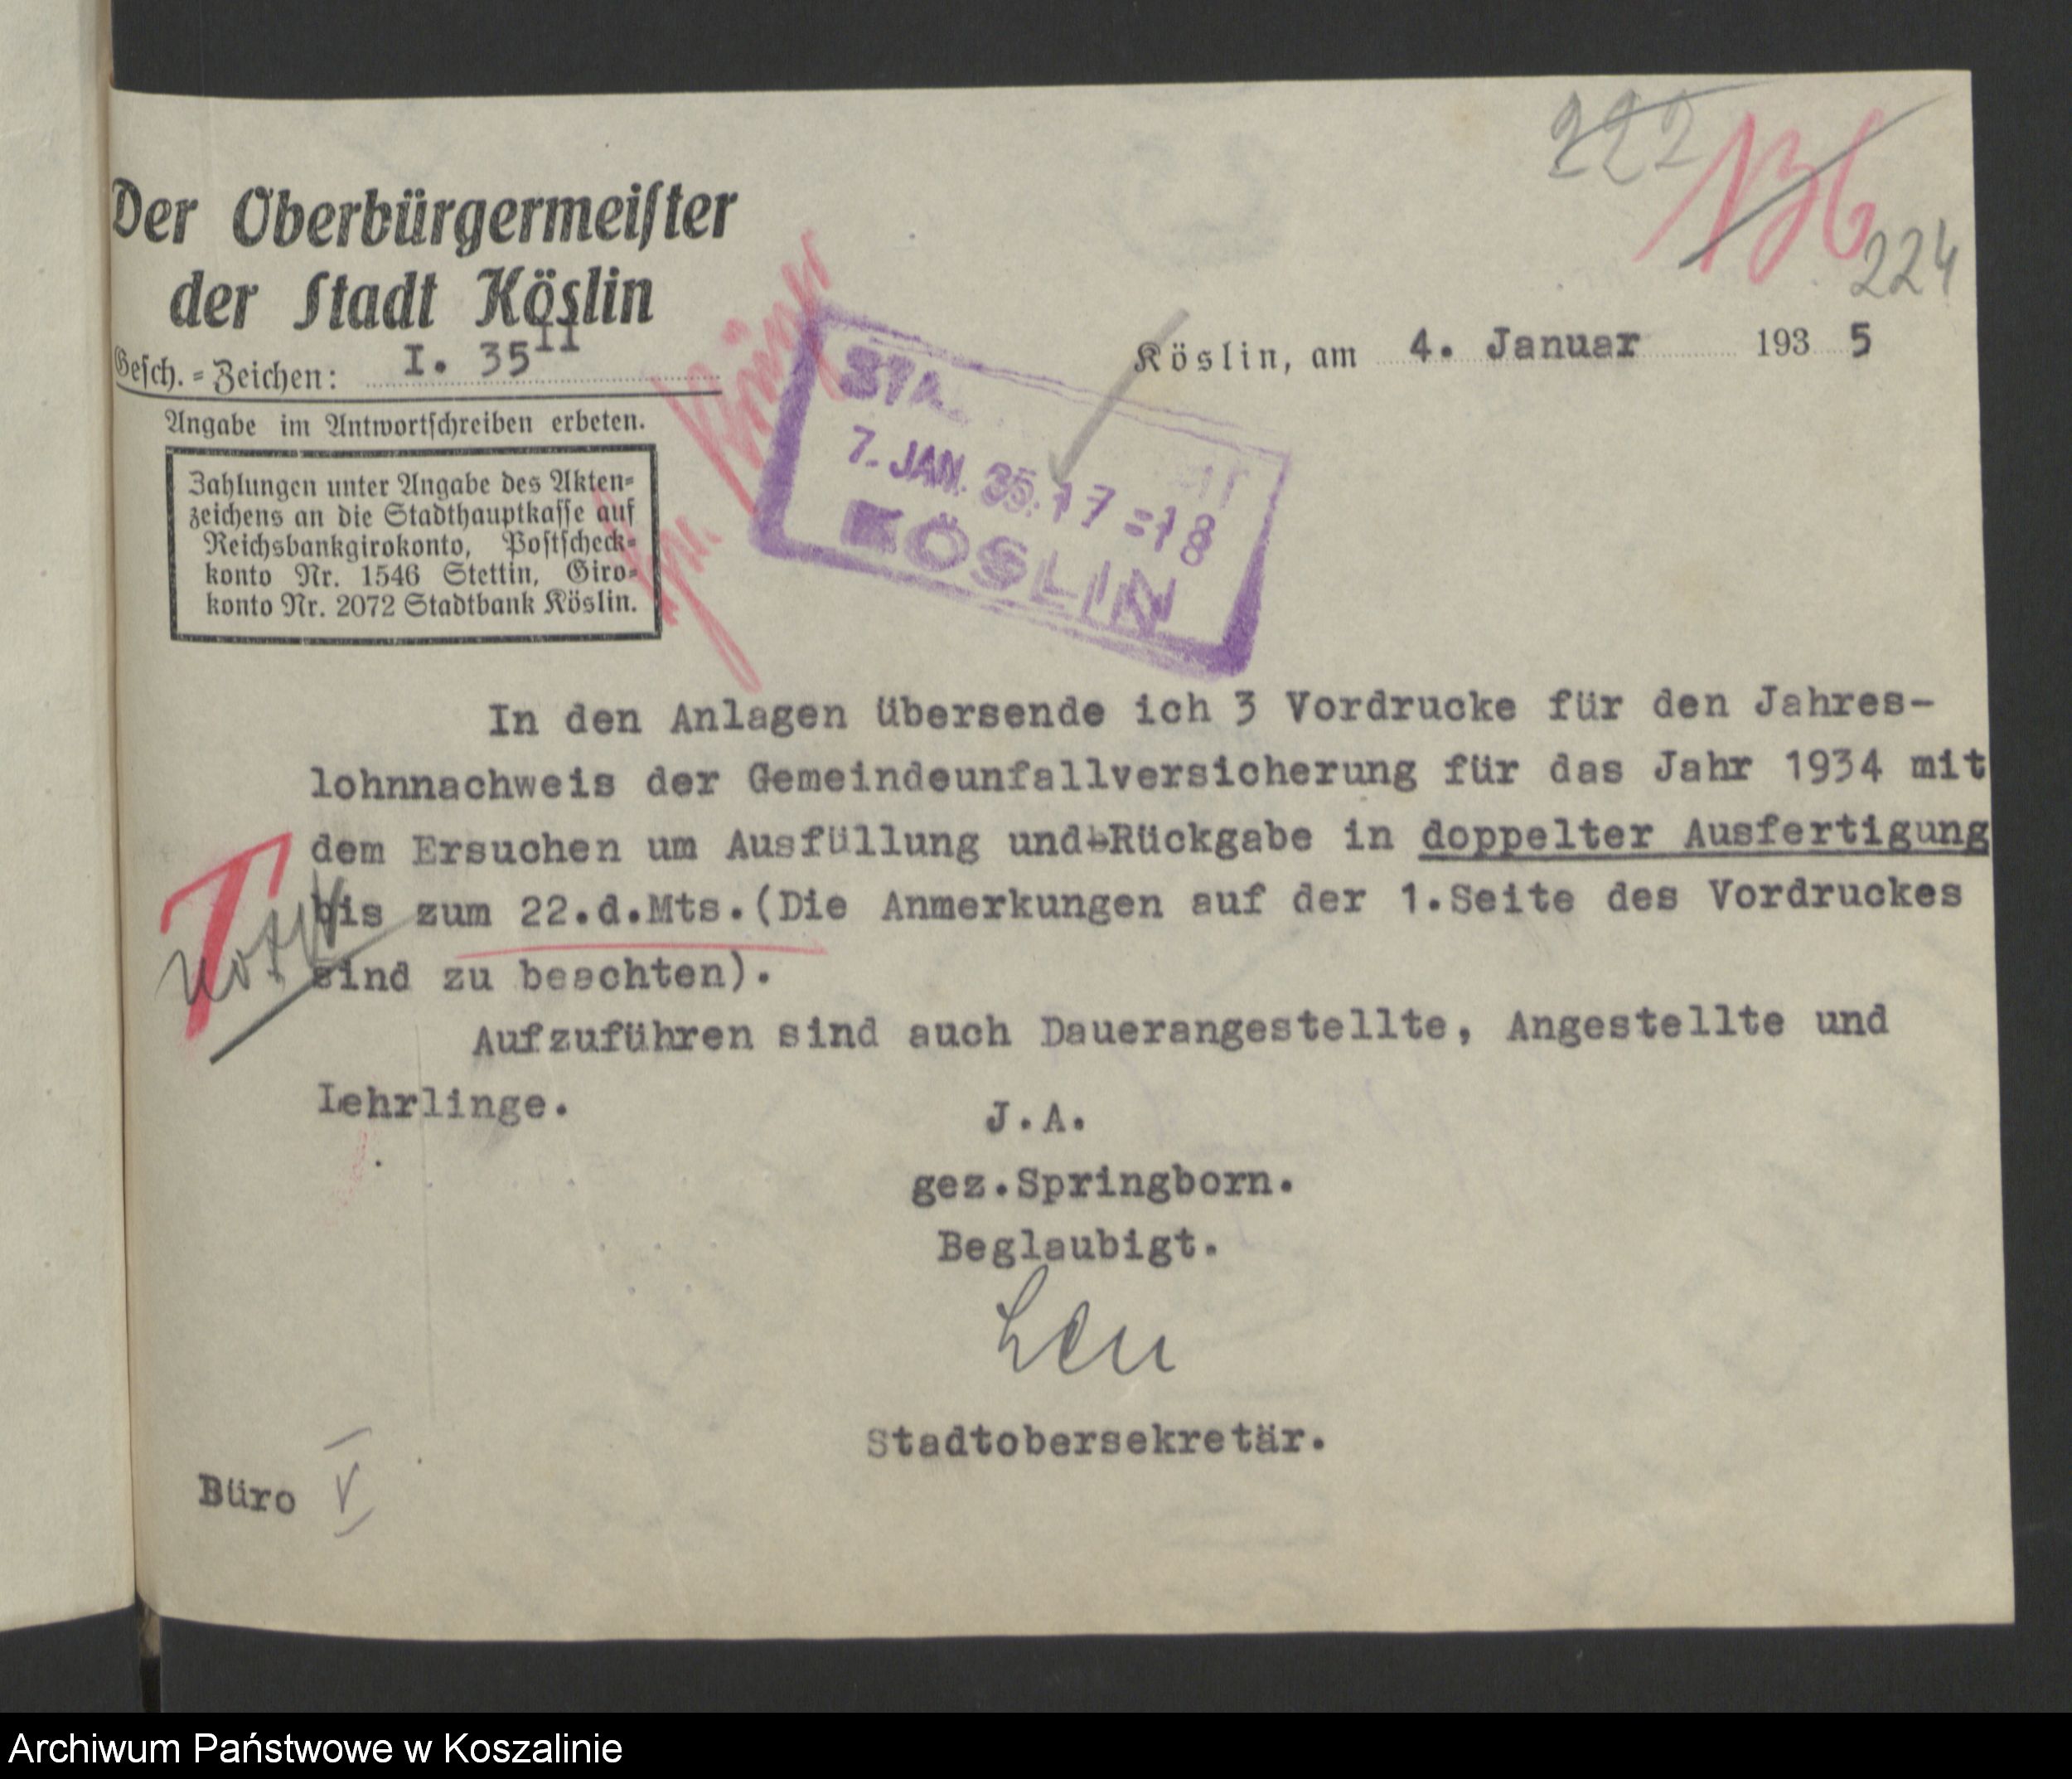 222
136
224
Der Oberbürgermeister
der Stadt Köslin
Gesch.-Zeichen: I. 35 II
Angabe im Antwortschreiben erbeten.
Zahlungen unter Angabe des Akten-
zeichens an die Stadthauptkasse auf
Reichsbankgirokonto, Postscheck-
konto Nr. 1546 Stettin, Giro-
konto Nr. 2072 Stadtbank Köslin.
Köslin, am 4. Januar 1935
7. JAN. 35. 17-18
KÖSLIN
In den Anlagen übersende ich 3 Vordrucke für den Jahres-
lohnnachweis der Gemeindeunfallversicherung für das Jahr 1934 mit
dem Ersuchen um Ausfüllung und Rückgabe in doppelter Ausfertigung
bis zum 22.d.Mts.(Die Anmerkungen auf der 1.Seite des Vordruckes
sind zu beachten).
Aufzuführen sind auch Dauerangestellte, Angestellte und
Lehrlinge.
J.A.
gez.Springborn.
Beglaubigt.
Stadtobersekretär.
Büro V
Archiwum Państwowe w Koszalinie